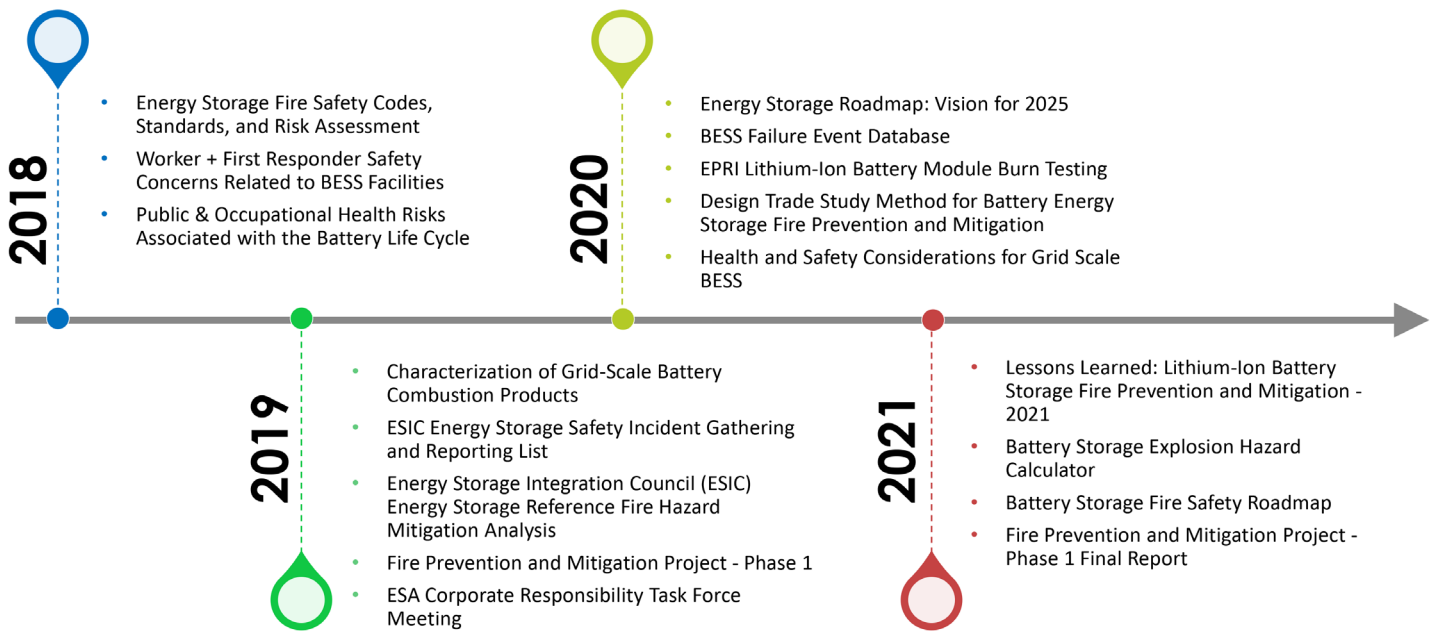 2018
• Energy Storage Fire Safety Codes,
Standards, and Risk Assessment
• Worker + First Responder Safety
Concerns Related to BESS Facilities
• Public & Occupational Health Risks
Associated with the Battery Life Cycle
2019
• Characterization of Grid-Scale Battery
Combustion Products
• ESIC Energy Storage Safety Incident Gathering
and Reporting List
• Energy Storage Integration Council (ESIC)
Energy Storage Reference Fire Hazard
Mitigation Analysis
• Fire Prevention and Mitigation Project - Phase 1
• ESA Corporate Responsibility Task Force
Meeting
2020
• Energy Storage Roadmap: Vision for 2025
• BESS Failure Event Database
• EPRI Lithium-Ion Battery Module Burn Testing
• Design Trade Study Method for Battery Energy
Storage Fire Prevention and Mitigation
• Health and Safety Considerations for Grid Scale
BESS
2021
• Lessons Learned: Lithium-Ion Battery
Storage Fire Prevention and Mitigation -
2021
• Battery Storage Explosion Hazard
Calculator
• Battery Storage Fire Safety Roadmap
• Fire Prevention and Mitigation Project -
Phase 1 Final Report